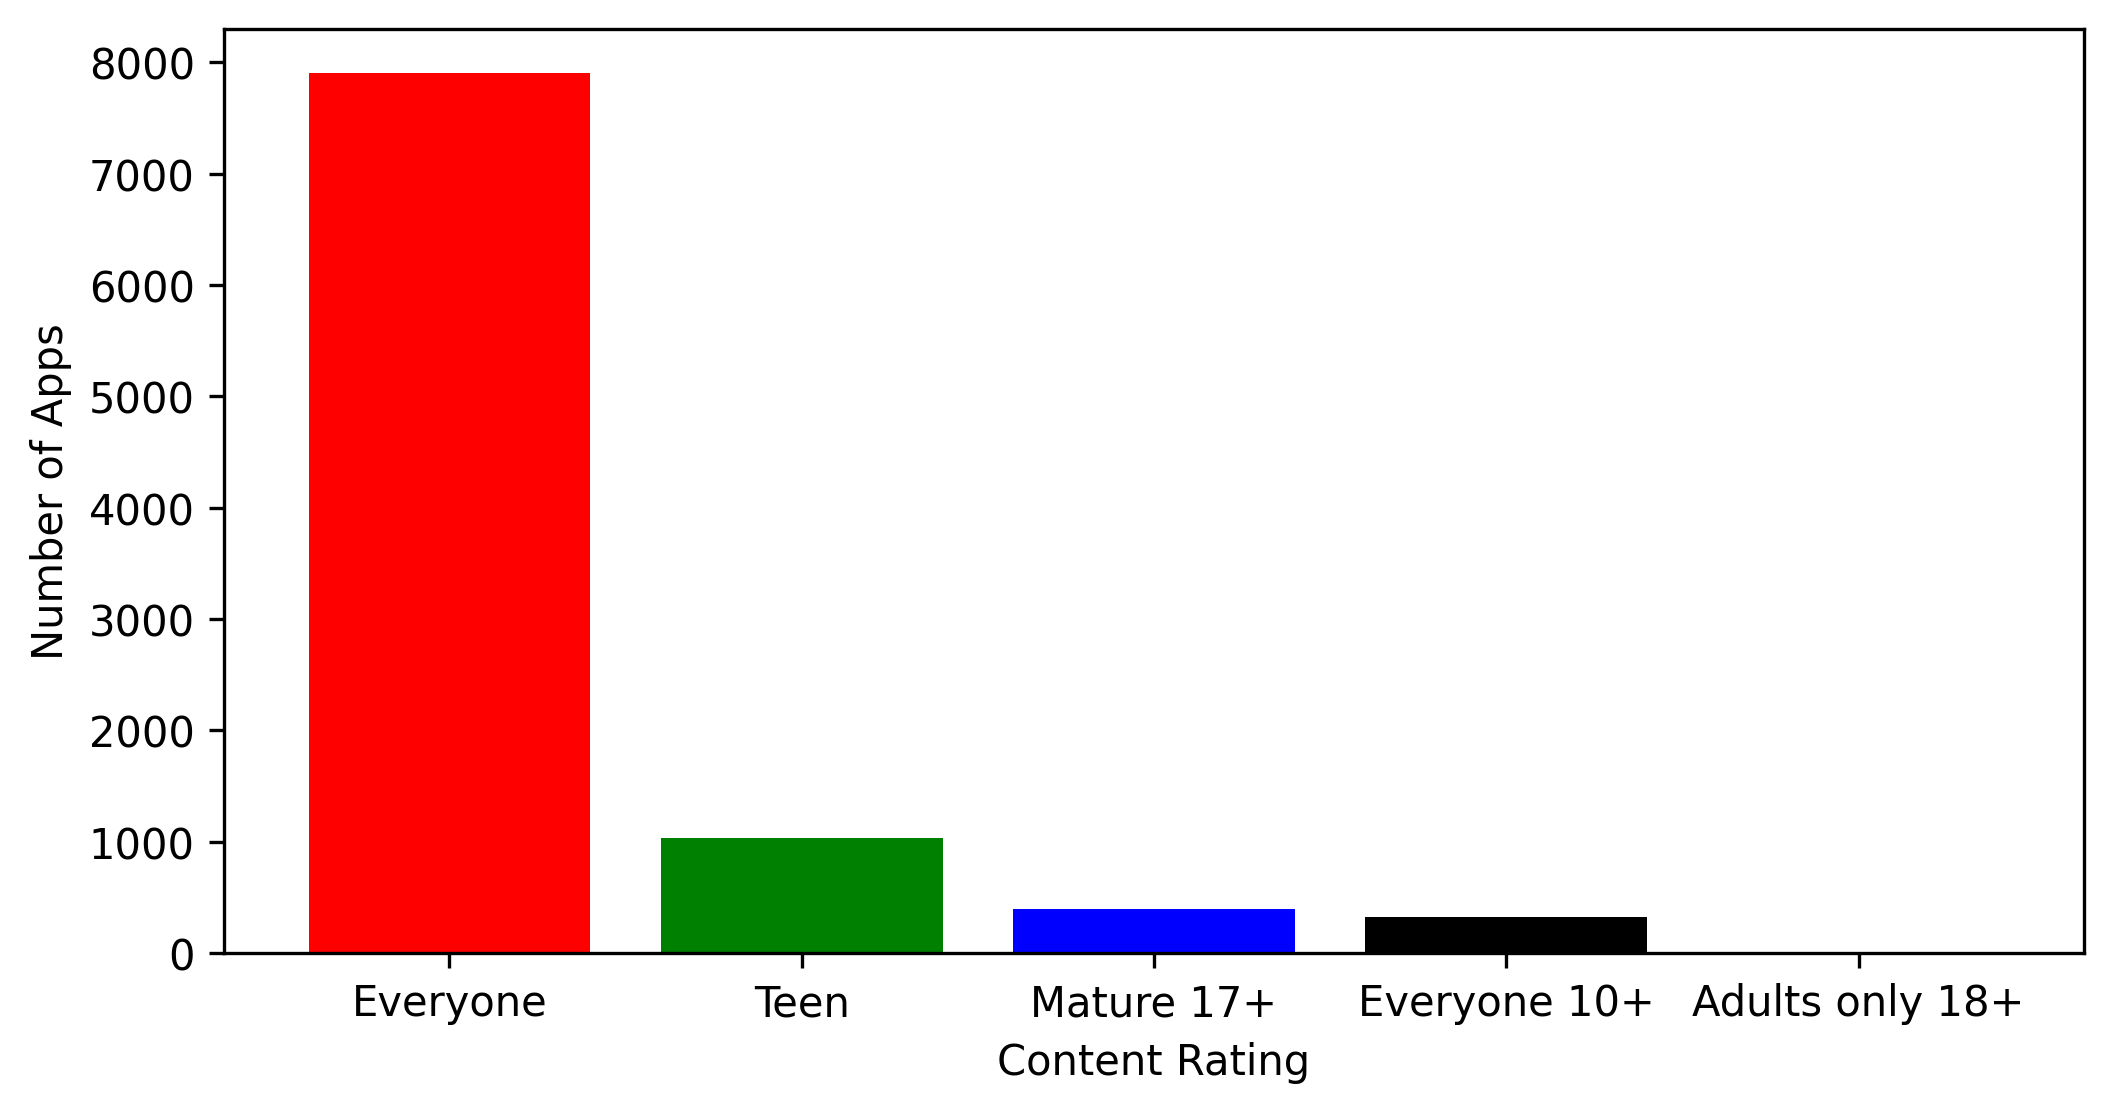 8000
7000
6000
5000
4000
3000
2000
1000
0
Number of Apps
Everyone
Teen
Mature 17+
Everyone 10+
Adults only 18+
Content Rating